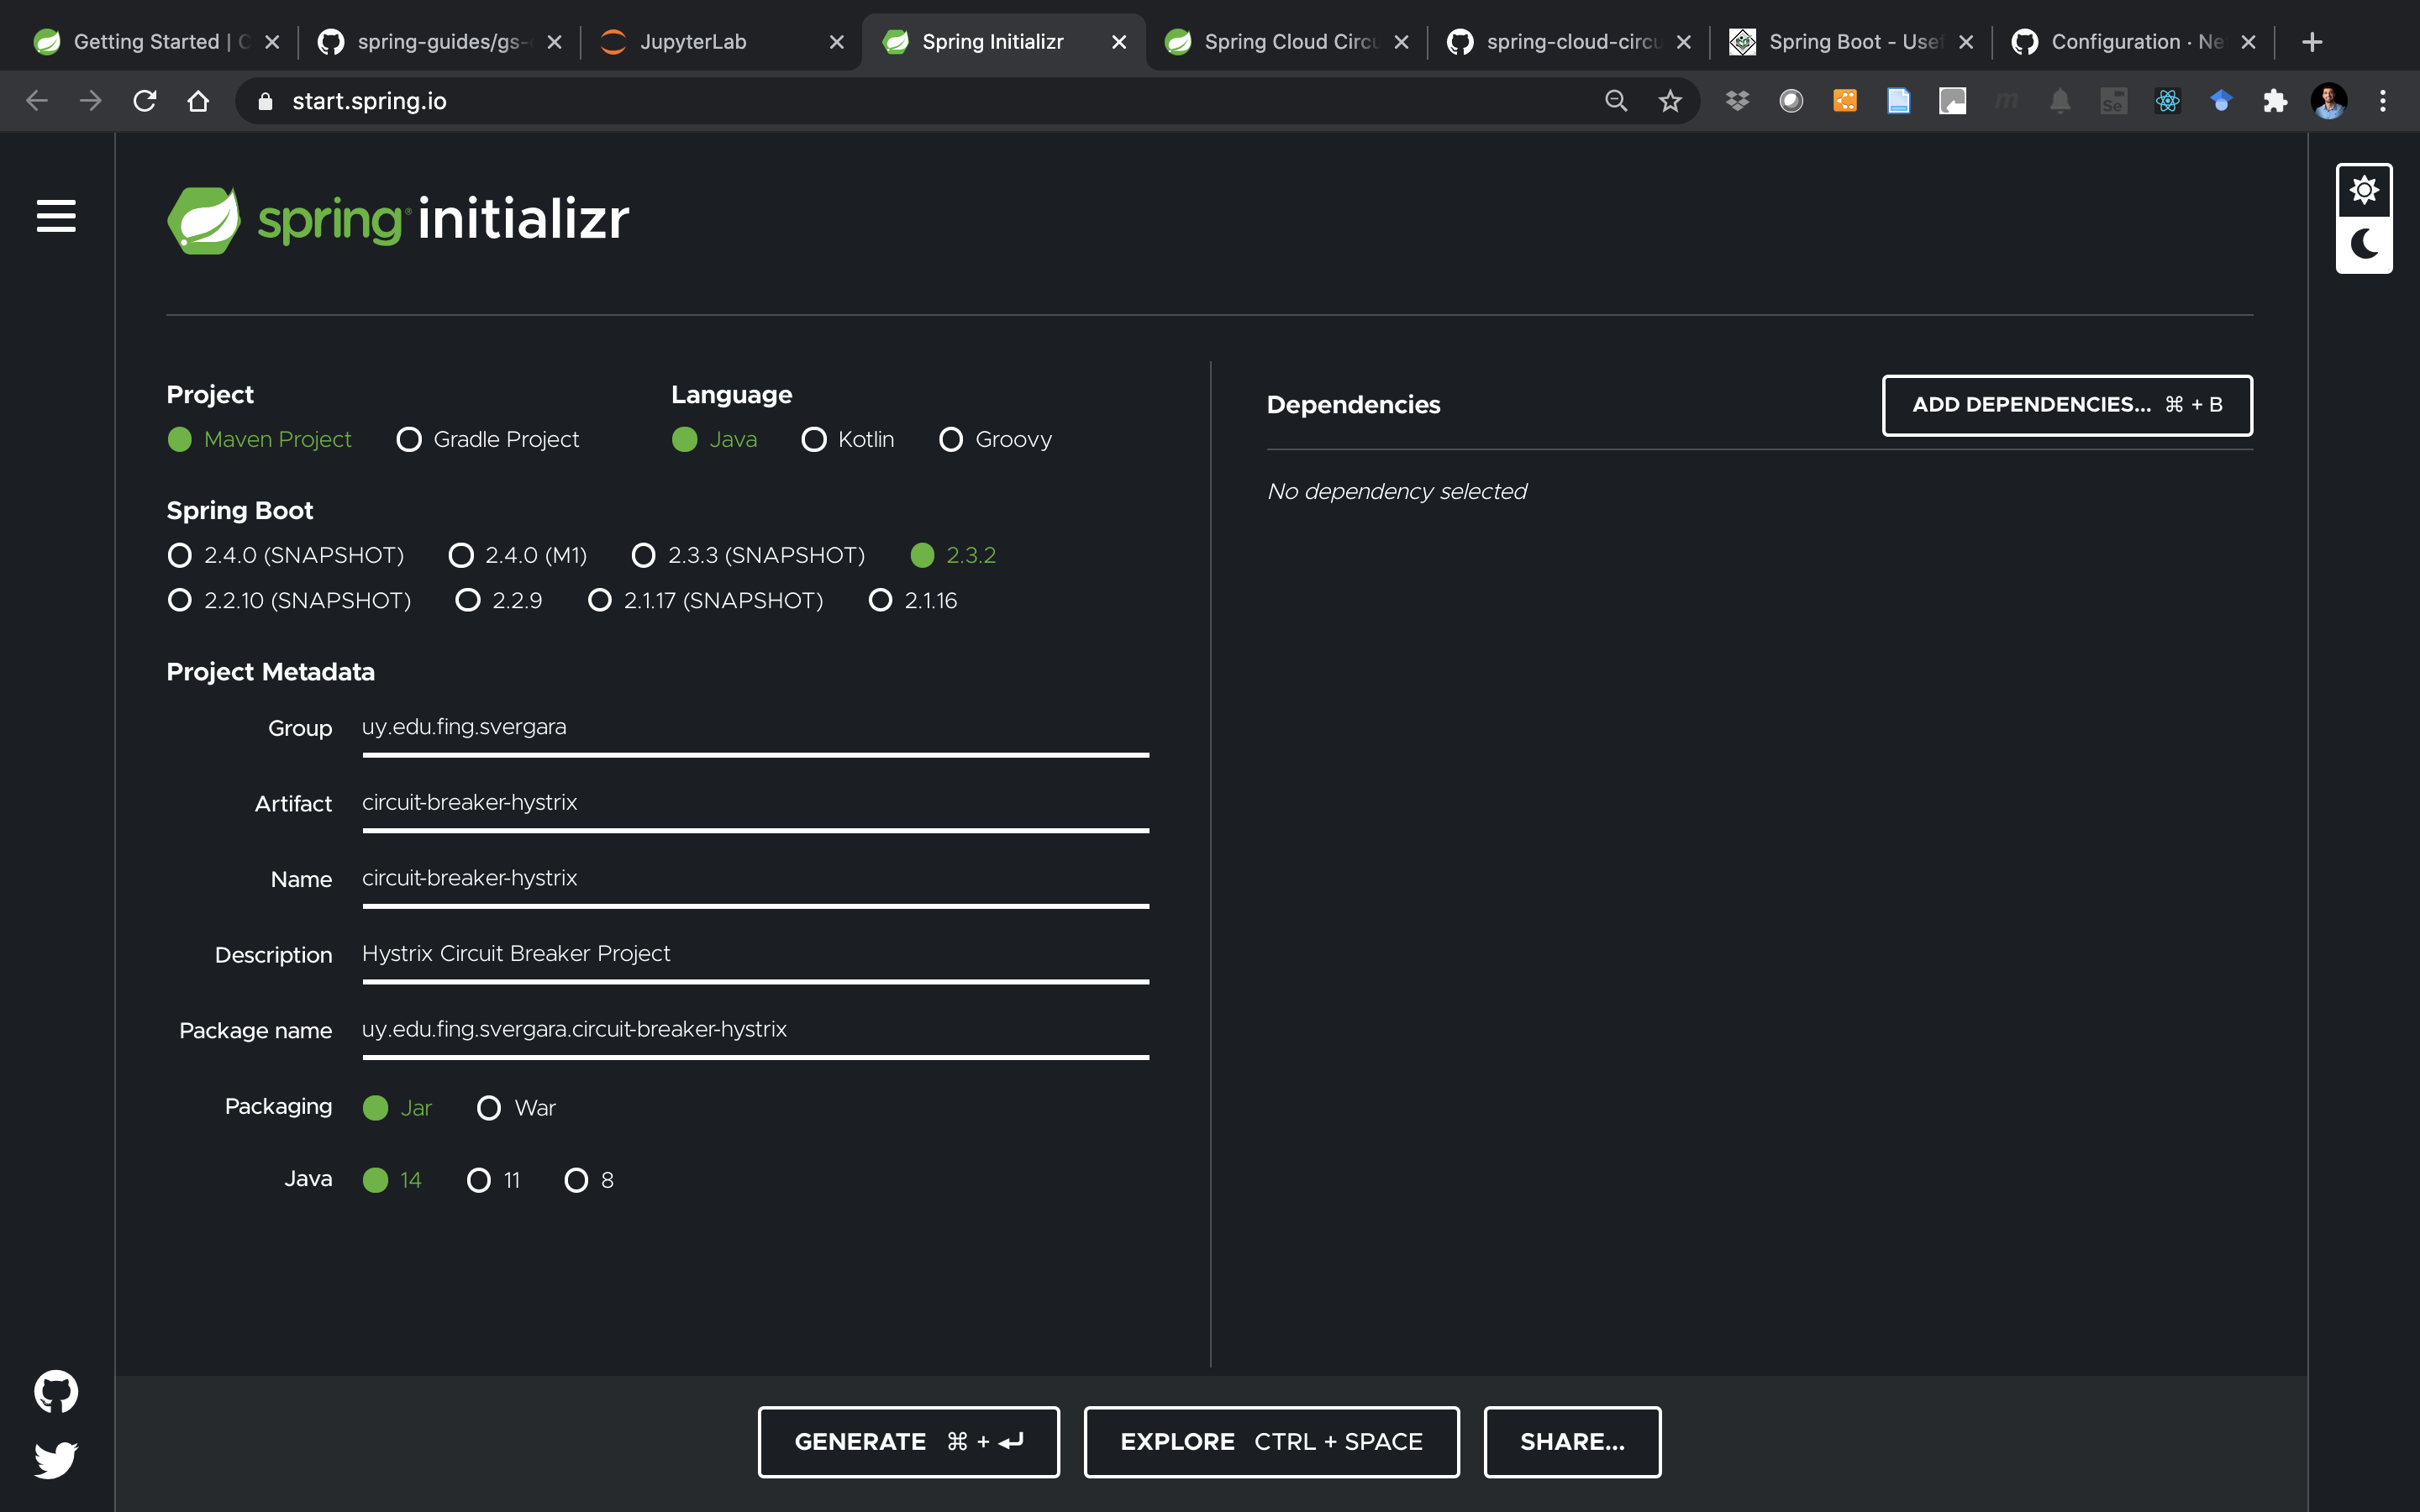 Getting Started | C
spring-guides/gs-
JupyterLab
Spring Initializr
Spring Cloud Circu
spring-cloud-circu
Spring Boot - Usef
Configuration · Ne
start.spring.io
m
Se
spring® initializr
Project
Maven Project Gradle Project
Language
Java Kotlin Groovy
Spring Boot
2.4.0 (SNAPSHOT) 2.4.0 (M1) 2.3.3 (SNAPSHOT) 2.3.2
2.2.10 (SNAPSHOT) 2.2.9 2.1.17 (SNAPSHOT) 2.1.16
Project Metadata
Group uy.edu.fing.svergara
Artifact circuit-breaker-hystrix
Name circuit-breaker-hystrix
Description Hystrix Circuit Breaker Project
Package name uy.edu.fing.svergara.circuit-breaker-hystrix
Packaging Jar War
Java 14 11 8
Dependencies
ADD DEPENDENCIES... ⌘ + B
No dependency selected
GENERATE ⌘ + ↵
EXPLORE CTRL + SPACE
SHARE...